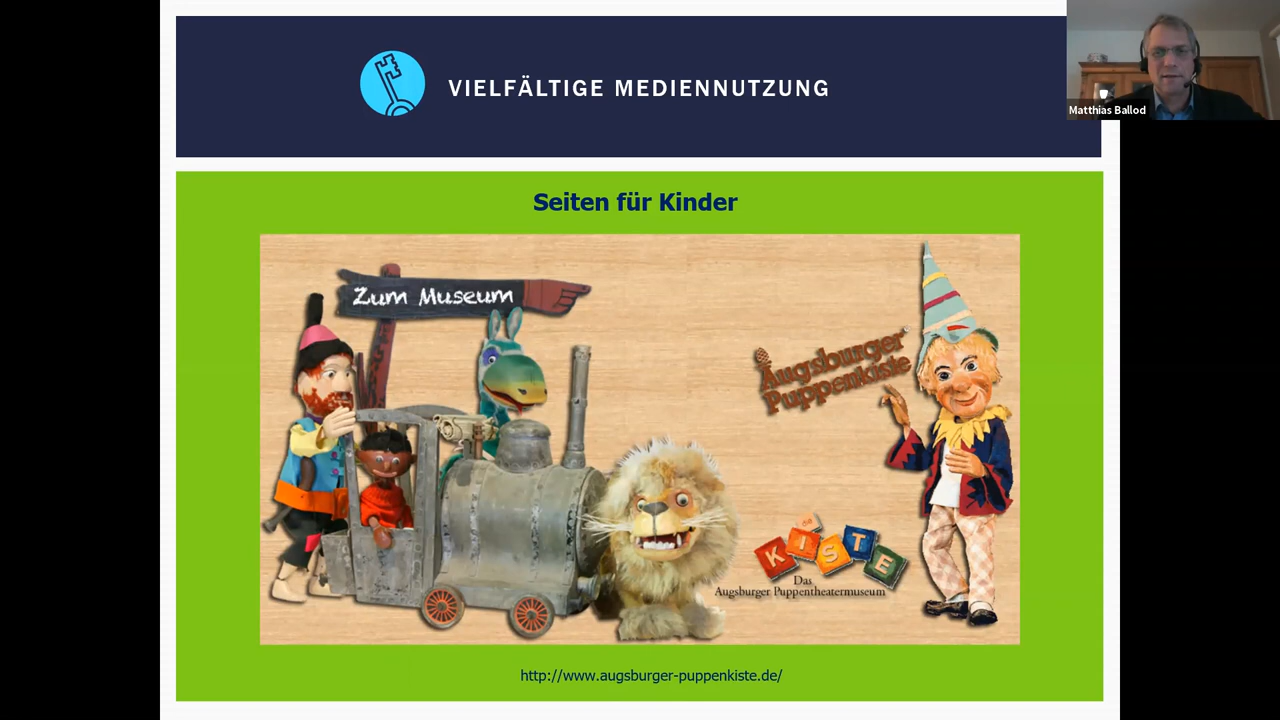 VIELFÄLTIGE MEDIENNUTZUNG
Matthias Ballod
Seiten für Kinder
Zum Museum
Augsburger
Puppenkiste
die
KISTE
Das
Augsburger Puppentheatermuseum
http://www.augsburger-puppenkiste.de/